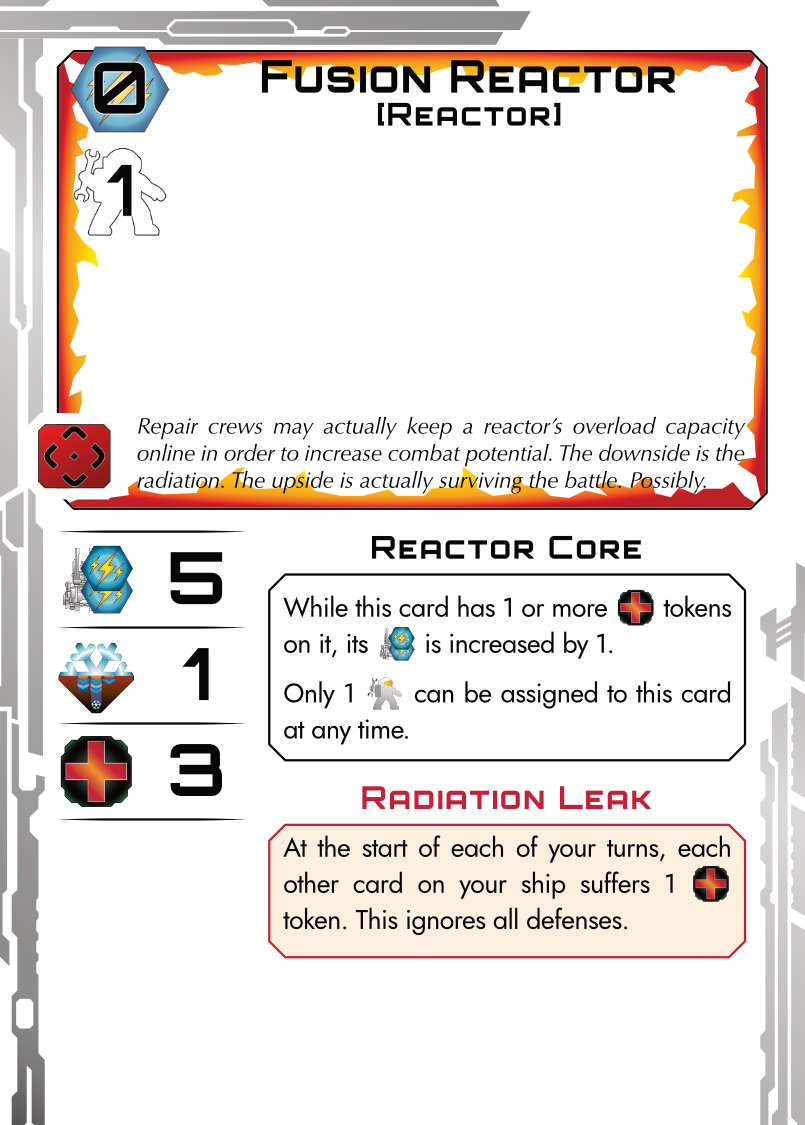 0
Fusion Reactor
[Reactor]
1
Repair crews may actually keep a reactor’s overload capacity
online in order to increase combat potential. The downside is the
radiation. The upside is actually surviving the battle. Possibly.
5
1
3
Reactor Core
While this card has 1 or more tokens
on it, its is increased by 1.
Only 1 can be assigned to this card
at any time.
Radiation Leak
At the start of each of your turns, each
other card on your ship suffers 1
token. This ignores all defenses.